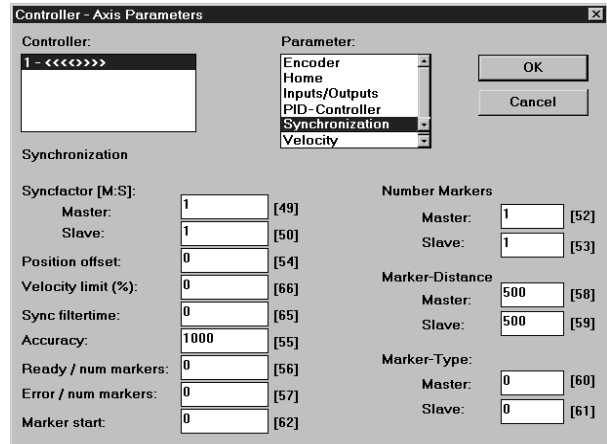 Controller - Axis Parameters
Controller:
1 - <<<<>>>>
Parameter:
Encoder
Home
Inputs/Outputs
PID-Controller
Synchronization
Velocity
OK
Cancel
Synchronization
Syncfactor [M:S]:
Master: 1 [49]
Slave: 1 [50]
Position offset: 0 [54]
Velocity limit (%): 0 [66]
Sync filtertime: 0 [65]
Accuracy: 1000 [55]
Ready / num markers: 0 [56]
Error / num markers: 0 [57]
Marker start: 0 [62]
Number Markers
Master: 1 [52]
Slave: 1 [53]
Marker-Distance
Master: 500 [58]
Slave: 500 [59]
Marker-Type:
Master: 0 [60]
Slave: 0 [61]